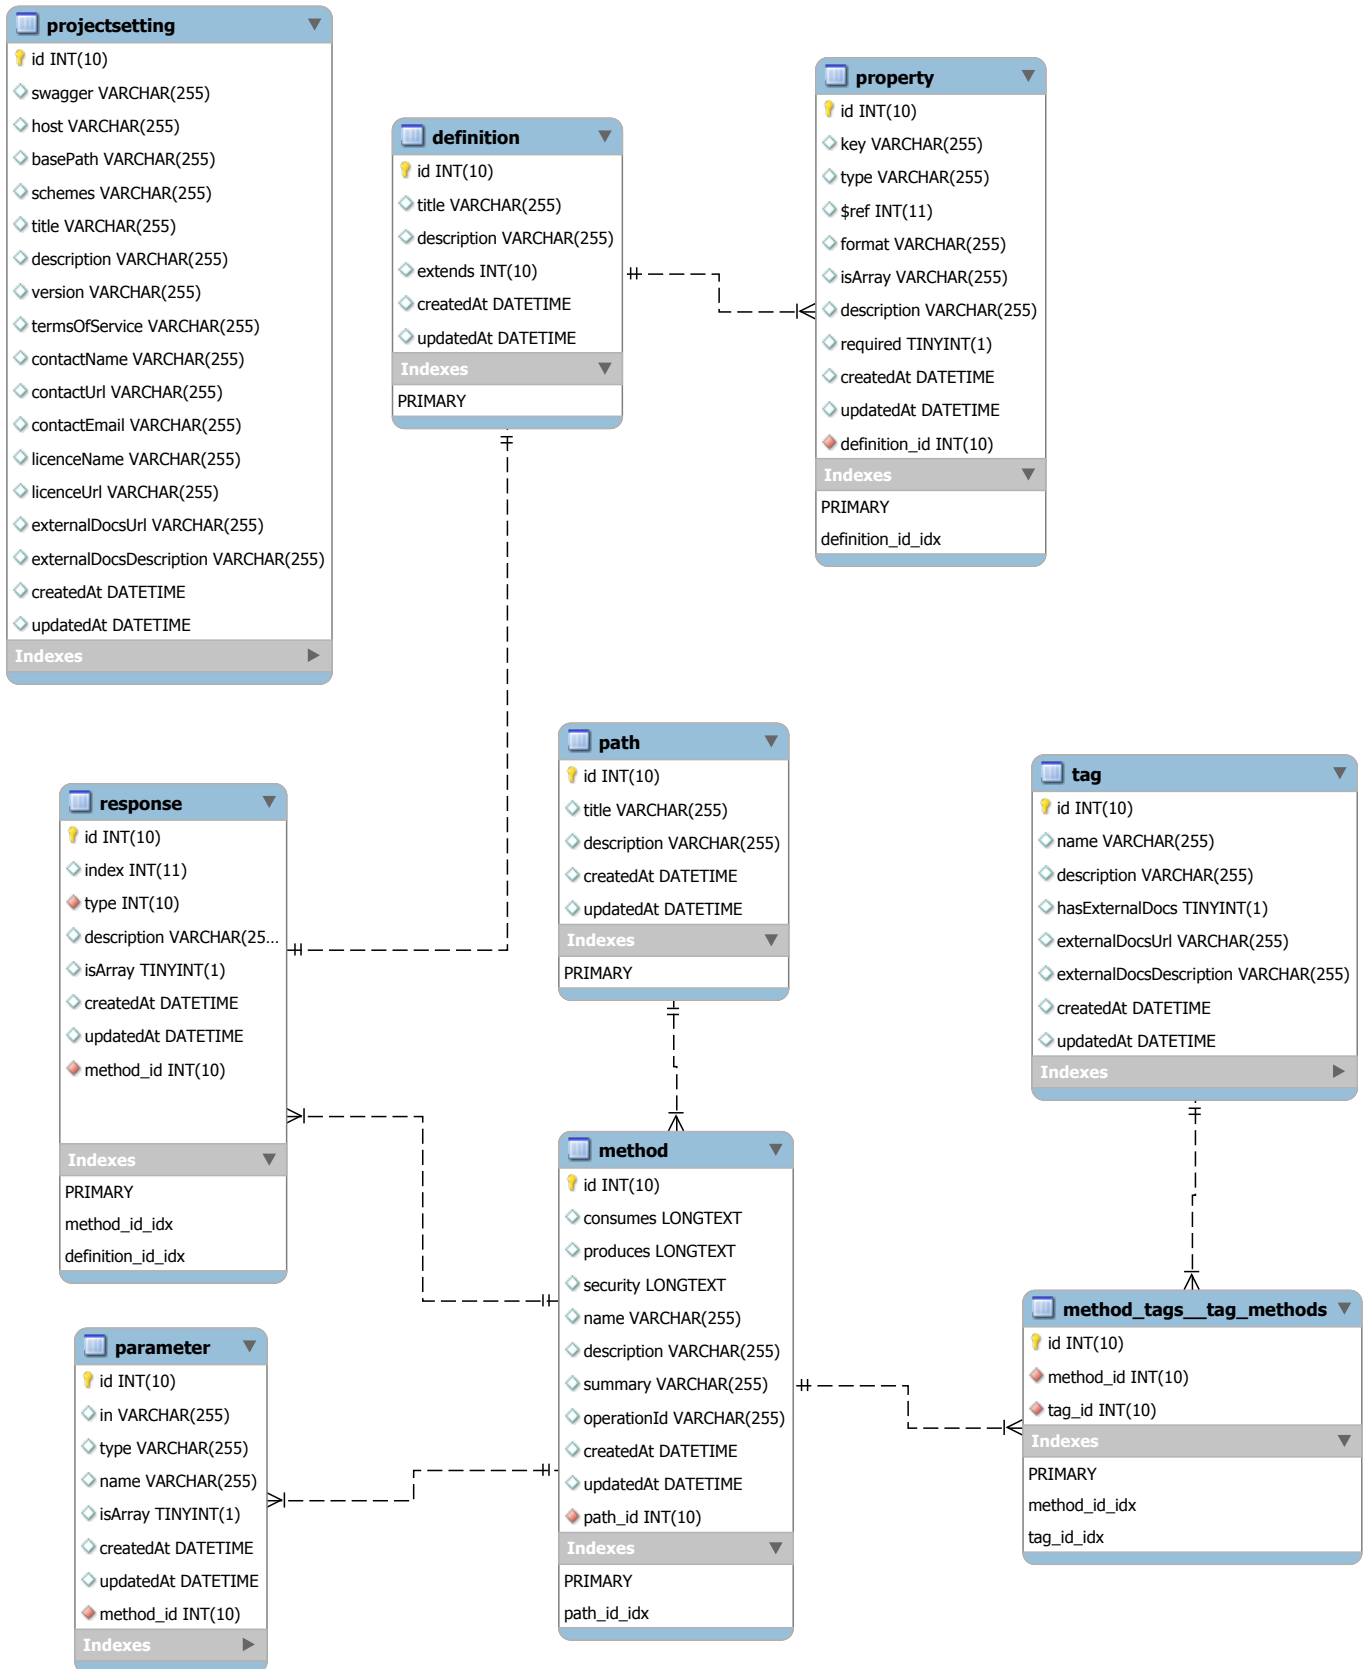 projectsetting
id INT(10)
swagger VARCHAR(255)
host VARCHAR(255)
basePath VARCHAR(255)
schemes VARCHAR(255)
title VARCHAR(255)
description VARCHAR(255)
version VARCHAR(255)
termsOfService VARCHAR(255)
contactName VARCHAR(255)
contactUrl VARCHAR(255)
contactEmail VARCHAR(255)
licenceName VARCHAR(255)
licenceUrl VARCHAR(255)
externalDocsUrl VARCHAR(255)
externalDocsDescription VARCHAR(255)
createdAt DATETIME
updatedAt DATETIME
Indexes
definition
id INT(10)
title VARCHAR(255)
description VARCHAR(255)
extends INT(10)
createdAt DATETIME
updatedAt DATETIME
Indexes
PRIMARY
property
id INT(10)
key VARCHAR(255)
type VARCHAR(255)
$ref INT(11)
format VARCHAR(255)
isArray VARCHAR(255)
description VARCHAR(255)
required TINYINT(1)
createdAt DATETIME
updatedAt DATETIME
definition_id INT(10)
Indexes
PRIMARY
definition_id_idx
response
id INT(10)
index INT(11)
type INT(10)
description VARCHAR(25...
isArray TINYINT(1)
createdAt DATETIME
updatedAt DATETIME
method_id INT(10)
Indexes
PRIMARY
method_id_idx
definition_id_idx
path
id INT(10)
title VARCHAR(255)
description VARCHAR(255)
createdAt DATETIME
updatedAt DATETIME
Indexes
PRIMARY
tag
id INT(10)
name VARCHAR(255)
description VARCHAR(255)
hasExternalDocs TINYINT(1)
externalDocsUrl VARCHAR(255)
externalDocsDescription VARCHAR(255)
createdAt DATETIME
updatedAt DATETIME
Indexes
parameter
id INT(10)
in VARCHAR(255)
type VARCHAR(255)
name VARCHAR(255)
isArray TINYINT(1)
createdAt DATETIME
updatedAt DATETIME
method_id INT(10)
Indexes
method
id INT(10)
consumes LONGTEXT
produces LONGTEXT
security LONGTEXT
name VARCHAR(255)
description VARCHAR(255)
summary VARCHAR(255)
operationId VARCHAR(255)
createdAt DATETIME
updatedAt DATETIME
path_id INT(10)
Indexes
PRIMARY
path_id_idx
method_tags__tag_methods
id INT(10)
method_id INT(10)
tag_id INT(10)
Indexes
PRIMARY
method_id_idx
tag_id_idx